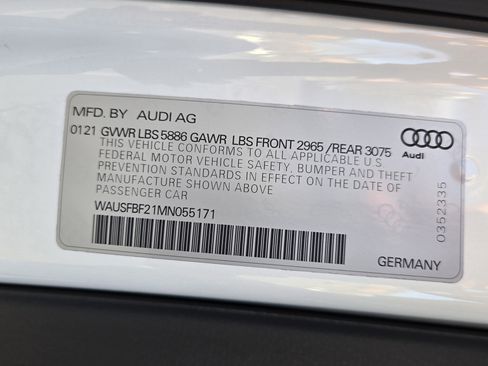 MFD. BY AUDI AG
0121 GVWR LBS 5886 GAWR LBS FRONT 2965 /REAR 3075
THIS VEHICLE CONFORMS TO ALL APPLICABLE U S
FEDERAL MOTOR VEHICLE SAFETY, BUMPER AND THEFT
PREVENTION STANDARDS IN EFFECT ON THE DATE OF
MANUFACTURE SHOWN ABOVE
PASSENGER CAR
WAUSFBF21MN055171
Audi
0352335
GERMANY